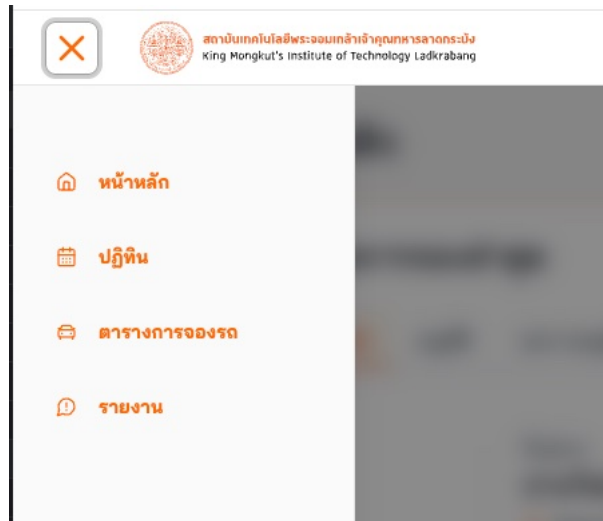 สถาบันเทคโนโลยีพระจอมเกล้าเจ้าคุณทหารลาดกระบัง
King Mongkut's Institute of Technology Ladkrabang
หน้าหลัก
ปฏิทิน
ตารางการจองรถ
รายงาน